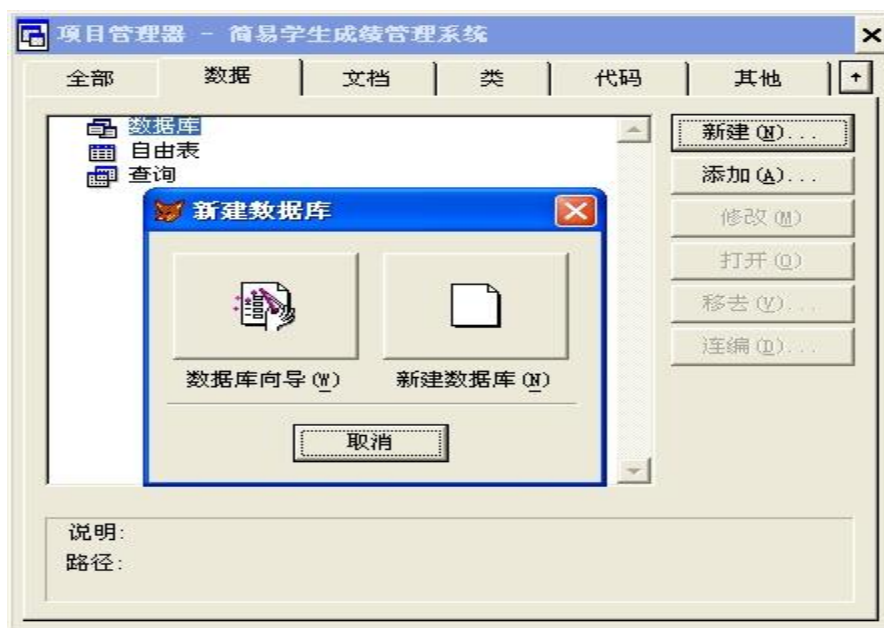 项目管理器 - 简易学生成绩管理系统
全部 数据 文档 类 代码 其他
数据库
自由表
查询
新建(N)...
添加(A)...
修改(M)
打开(O)
移去(V)...
连编(D)...
新建数据库
数据库向导(W) 新建数据库(N)
取消
说明:
路径: